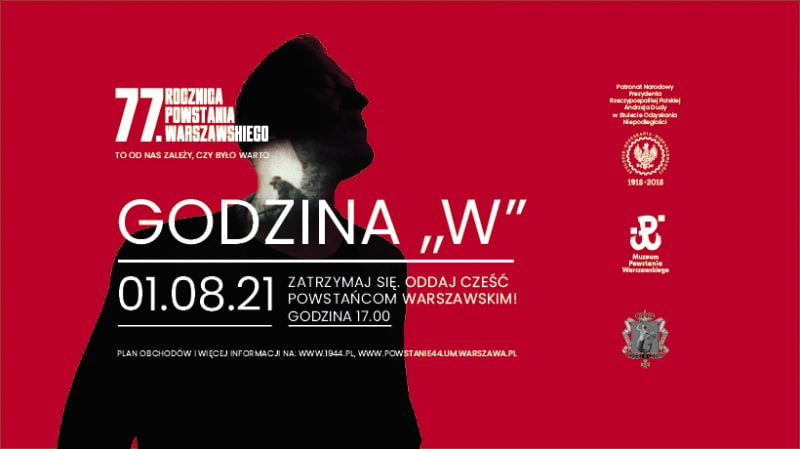 77. ROCZNICA
POWSTANIA
WARSZAWSKIEGO
TO OD NAS ZALEŻY, CZY BYŁO WARTO
GODZINA „W”
01.08.21
ZATRZYMAJ SIĘ. ODDAJ CZEŚĆ
POWSTAŃCOM WARSZAWSKIM!
GODZINA 17.00
PLAN OBCHODÓW I WIĘCEJ INFORMACJI NA: WWW.1944.PL, WWW.POWSTANIE44.UM.WARSZAWA.PL
Patronat Narodowy
Prezydenta
Rzeczypospolitej Polskiej
Andrzeja Dudy
w Stulecie Odzyskania
Niepodległości
1918-2018
Muzeum
Powstania
Warszawskiego